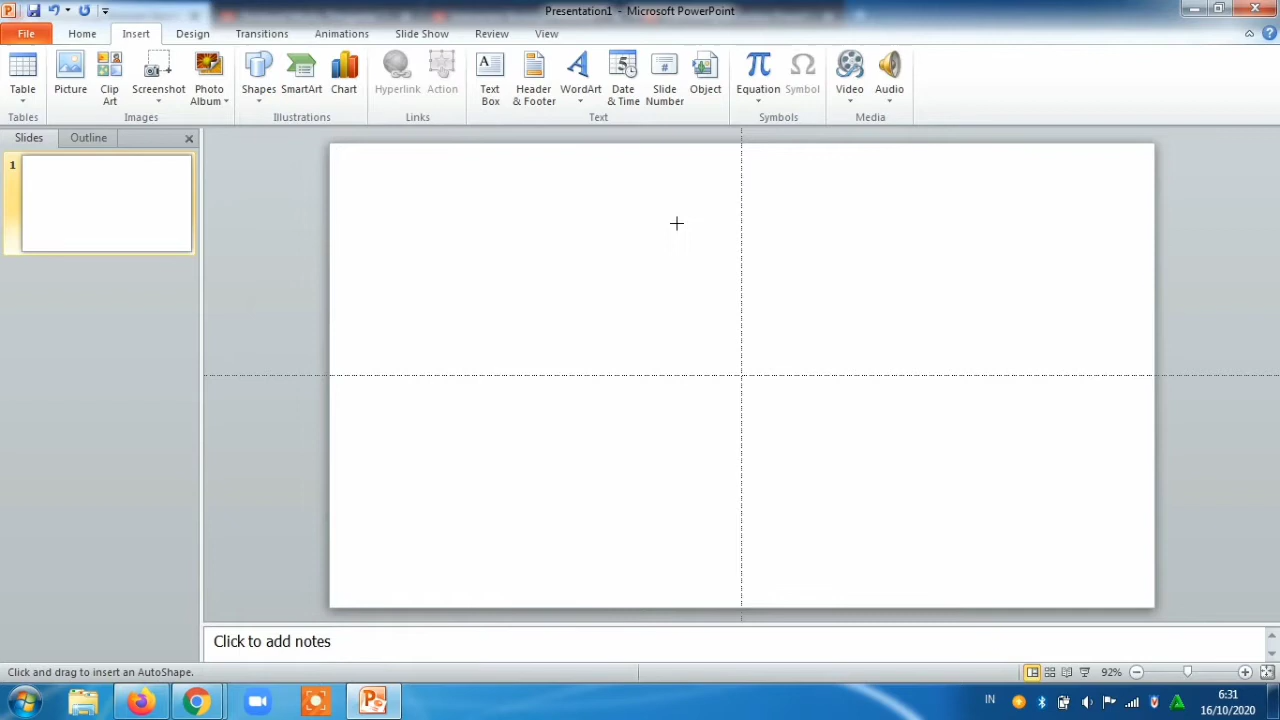 Presentation1 - Microsoft PowerPoint
File Home Insert Design Transitions Animations Slide Show Review View
Table
Picture
Clip
Art
Screenshot
Photo
Album
Shapes
SmartArt
Chart
Hyperlink
Action
Text
Box
Header
& Footer
WordArt
Date
& Time
Slide
Number
Object
Equation
Symbol
Video
Audio
Tables
Images
Illustrations
Links
Text
Symbols
Media
Slides Outline
1
Click to add notes
Click and drag to insert an AutoShape.
92%
IN
6:31
16/10/2020